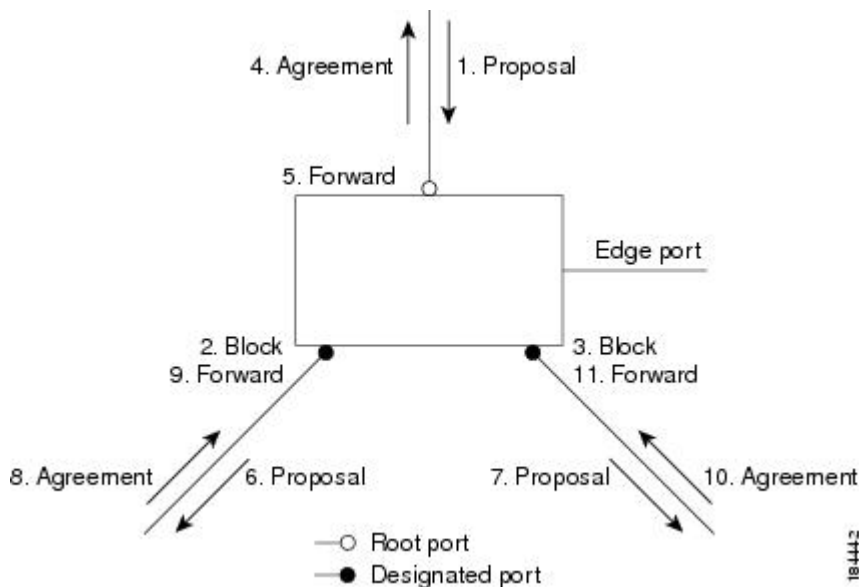 4. Agreement
1. Proposal
5. Forward
Edge port
2. Block
9. Forward
3. Block
11. Forward
8. Agreement
6. Proposal
7. Proposal
10. Agreement
Root port
Designated port
184442